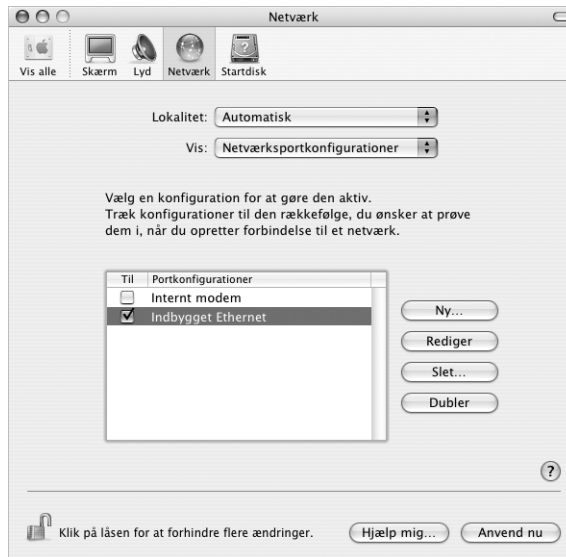 Netværk
Vis alle
Skærm
Lyd
Netværk
Startdisk
Lokalitet: Automatisk
Vis: Netværksportkonfigurationer
Vælg en konfiguration for at gøre den aktiv.
Træk konfigurationer til den rækkefølge, du ønsker at prøve
dem i, når du opretter forbindelse til et netværk.
Til Portkonfigurationer
Internt modem
Indbygget Ethernet
Ny...
Rediger
Slet...
Dubler
?
Klik på låsen for at forhindre flere ændringer.
Hjælp mig...
Anvend nu